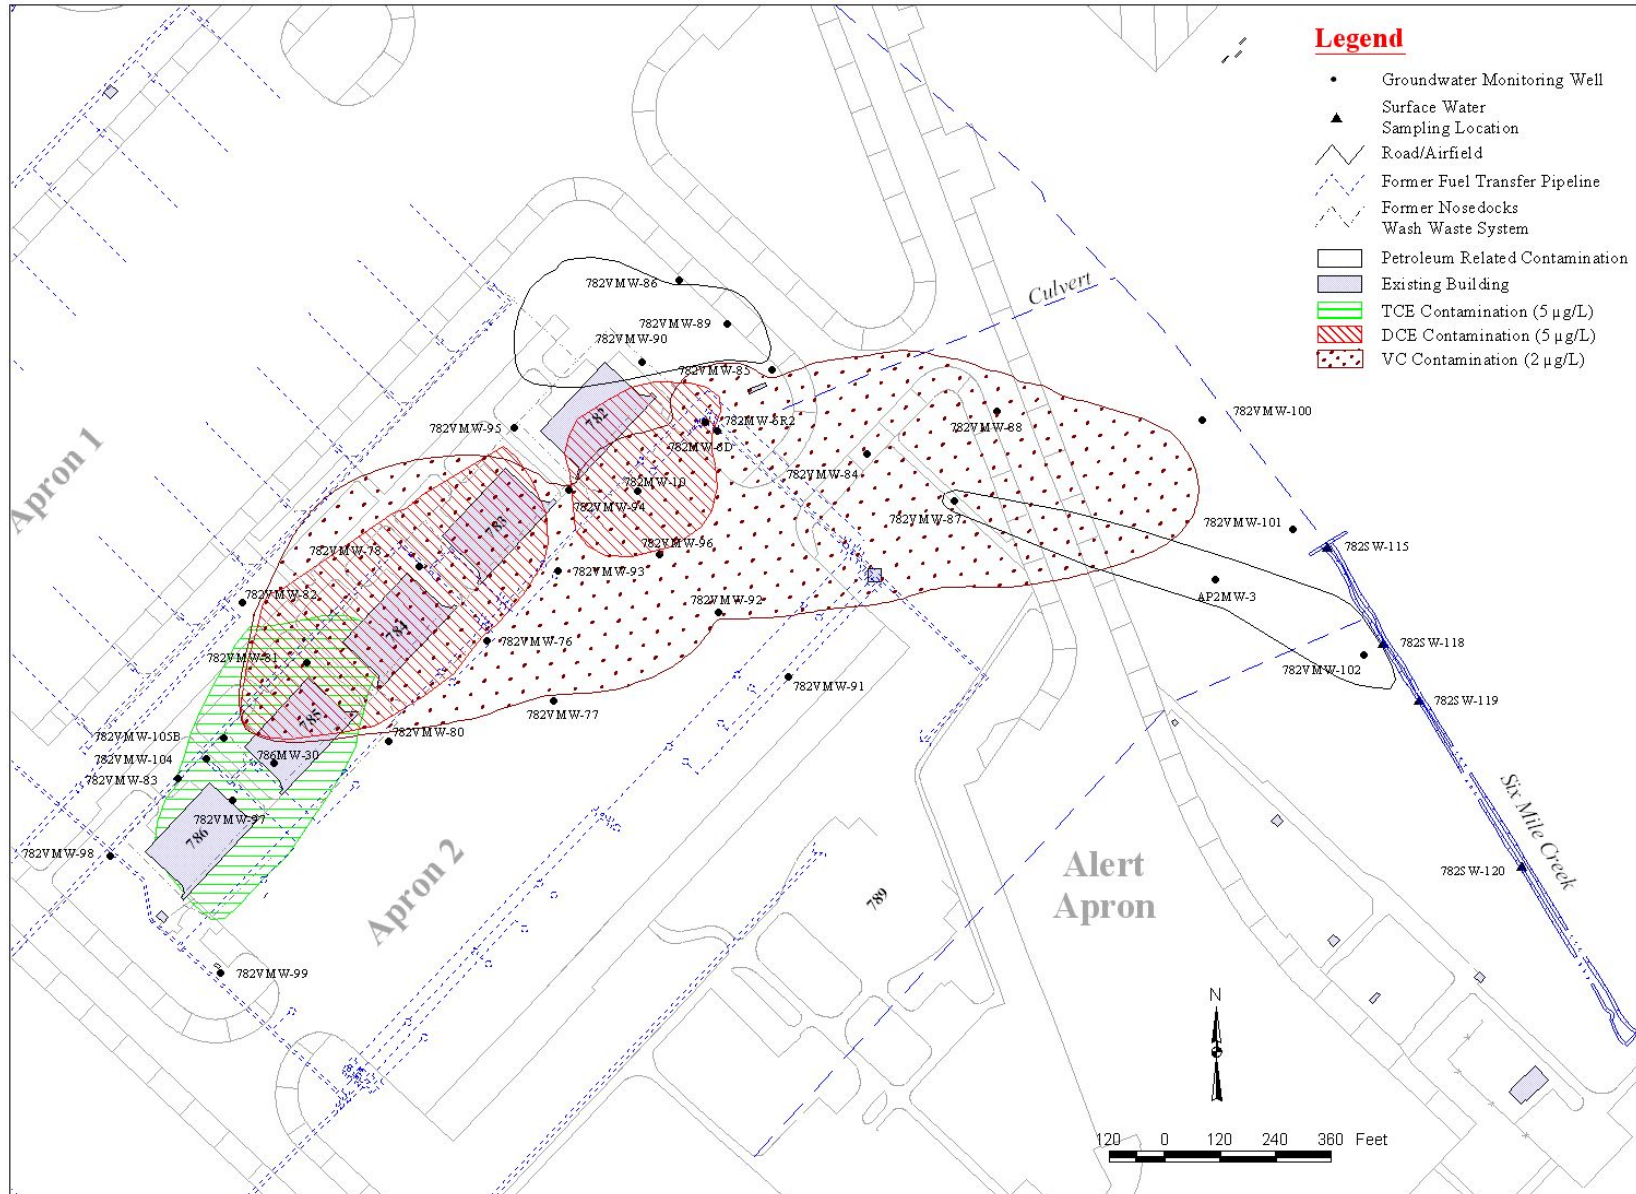 Legend
Groundwater Monitoring Well
Surface Water
Sampling Location
Road/Airfield
Former Fuel Transfer Pipeline
Former Nosedocks
Wash Waste System
Petroleum Related Contamination
Existing Building
TCE Contamination (5 µg/L)
DCE Contamination (5 µg/L)
VC Contamination (2 µg/L)
782VMW-86
782VMW-89
782VMW-90
782VMW-85
Culvert
782
782VMW-95
782MW-6R2
782MW-6D
782VMW-88
782VMW-100
782VMW-84
Apron 1
782MW-10
782VMW-94
783
782VMW-87
782VMW-101
782VMW-78
782VMW-96
782SW-115
782VMW-93
782VMW-82
782VMW-92
AP2MW-3
784
782VMW-76
782SW-118
782VMW-81
782VMW-102
782VMW-91
782SW-119
782VMW-77
785
782VMW-105B
782VMW-80
782VMW-104
786MW-30
782VMW-83
782VMW-97
786
782VMW-98
Six Mile Creek
782SW-120
Apron 2
789
Alert
Apron
782VMW-99
N
120 0 120 240 360 Feet